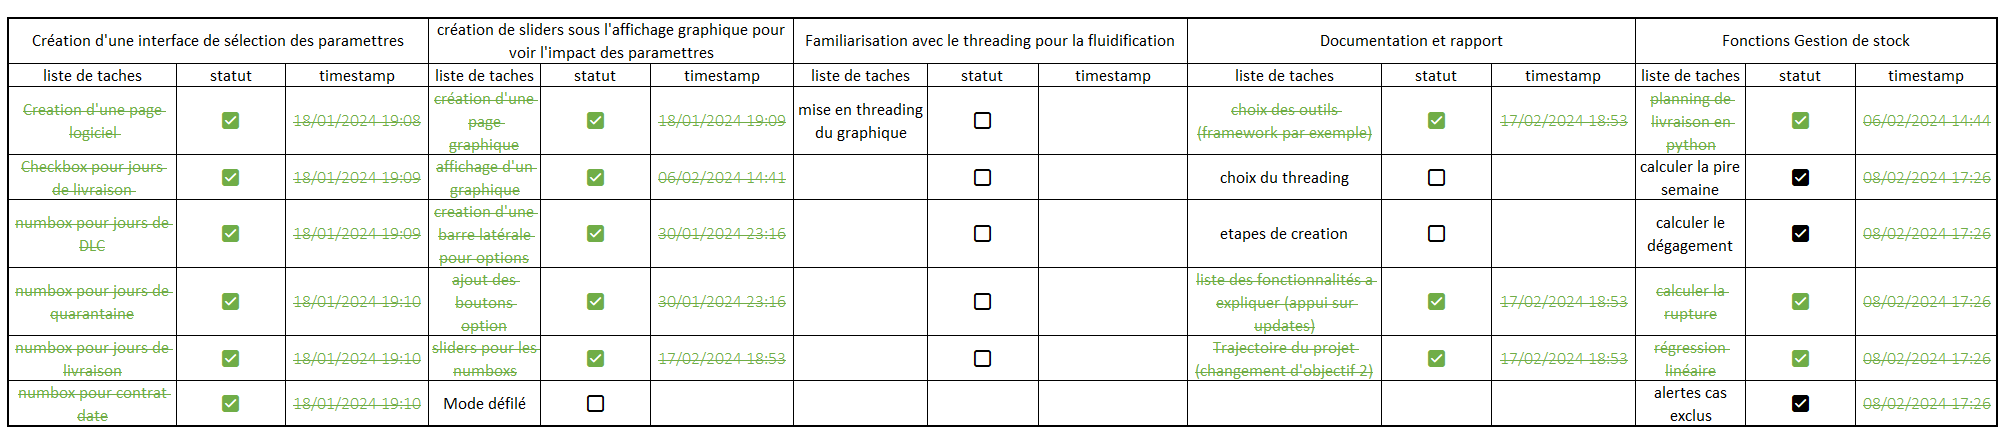 Création d'une interface de sélection des paramettres
création de sliders sous l'affichage graphique pour
voir l'impact des paramettres
Familiarisation avec le threading pour la fluidification
Documentation et rapport
Fonctions Gestion de stock
liste de taches statut timestamp liste de taches statut timestamp liste de taches statut timestamp liste de taches statut timestamp liste de taches statut timestamp
Creation d'une page
logiciel
18/01/2024 19:08
création d'une
page
graphique
18/01/2024 19:09
mise en threading
du graphique
choix des outils
(framework par exemple)
17/02/2024 18:53
planning de
livraison en
python
06/02/2024 14:44
Checkbox pour jours
de livraison
18/01/2024 19:09
affichage d'un
graphique
06/02/2024 14:41
choix du threading
calculer la pire
semaine
08/02/2024 17:26
numbox pour jours de
DLC
18/01/2024 19:09
creation d'une
barre latérale
pour options
30/01/2024 23:16
etapes de creation
calculer le
dégagement
08/02/2024 17:26
numbox pour jours de
quarantaine
18/01/2024 19:10
ajout des
boutons
option
30/01/2024 23:16
liste des fonctionnalités a
expliquer (appui sur
updates)
17/02/2024 18:53
calculer la
rupture
08/02/2024 17:26
numbox pour jours de
livraison
18/01/2024 19:10
sliders pour les
numboxs
17/02/2024 18:53
Trajectoire du projet
(changement d'objectif 2)
17/02/2024 18:53
régression
linéaire
08/02/2024 17:26
numbox pour contrat
date
18/01/2024 19:10
Mode défilé
alertes cas
exclus
08/02/2024 17:26